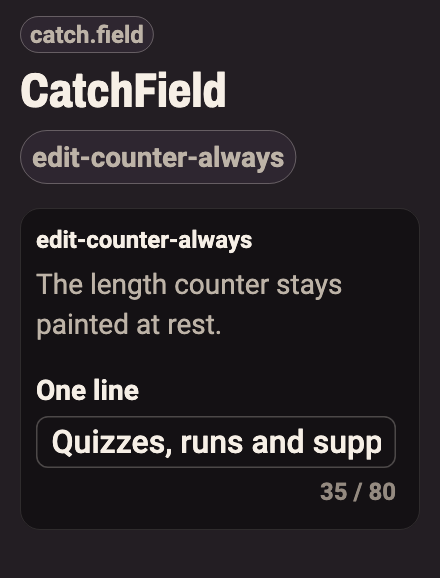 catch.field
CatchField
edit-counter-always
edit-counter-always
The length counter stays
painted at rest.
One line
Quizzes, runs and supp
35 / 80